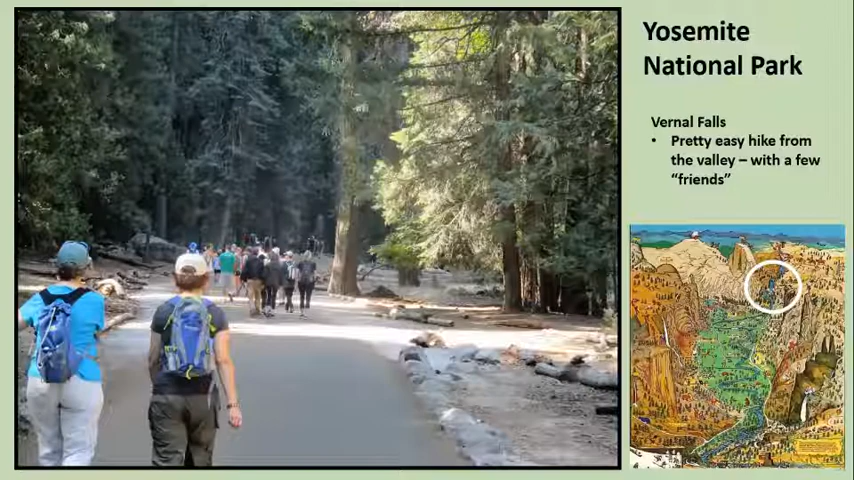 Yosemite
National Park
Vernal Falls
• Pretty easy hike from
the valley – with a few
“friends”